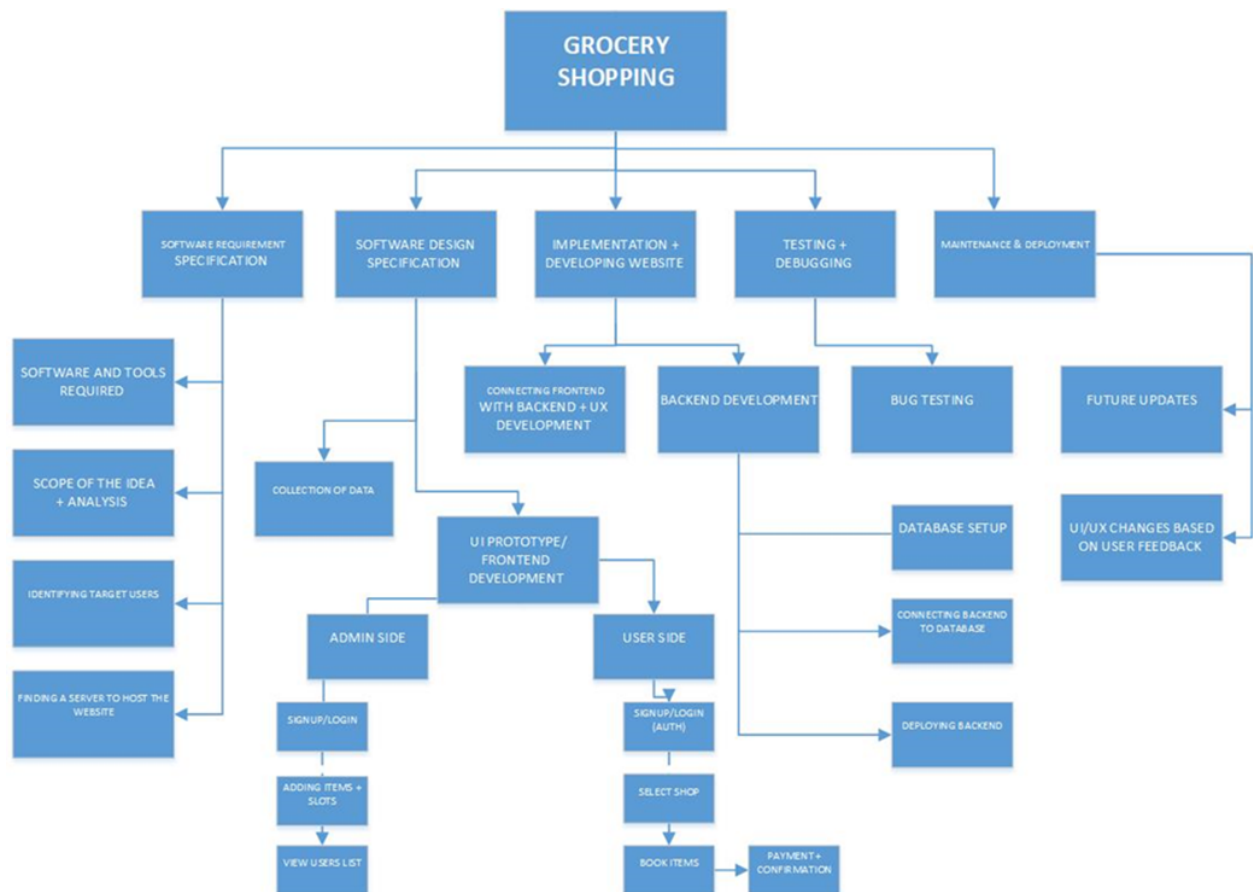 GROCERY
SHOPPING
SOFTWARE REQUIREMENT
SPECIFICATION
SOFTWARE DESIGN
SPECIFICATION
IMPLEMENTATION +
DEVELOPING WEBSITE
TESTING +
DEBUGGING
MAINTENANCE & DEPLOYMENT
SOFTWARE AND TOOLS
REQUIRED
SCOPE OF THE IDEA
+ ANALYSIS
IDENTIFYING TARGET USERS
FINDING A SERVER TO HOST THE
WEBSITE
COLLECTION OF DATA
UI PROTOTYPE/
FRONTEND
DEVELOPMENT
ADMIN SIDE
SIGNUP/LOGIN
ADDING ITEMS +
SLOTS
VIEW USERS LIST
USER SIDE
SIGNUP/LOGIN
(AUTH)
SELECT SHOP
BOOK ITEMS
PAYMENT+
CONFIRMATION
CONNECTING FRONTEND
WITH BACKEND + UX
DEVELOPMENT
BACKEND DEVELOPMENT
DATABASE SETUP
CONNECTING BACKEND
TO DATABASE
DEPLOYING BACKEND
BUG TESTING
FUTURE UPDATES
UI/UX CHANGES BASED
ON USER FEEDBACK